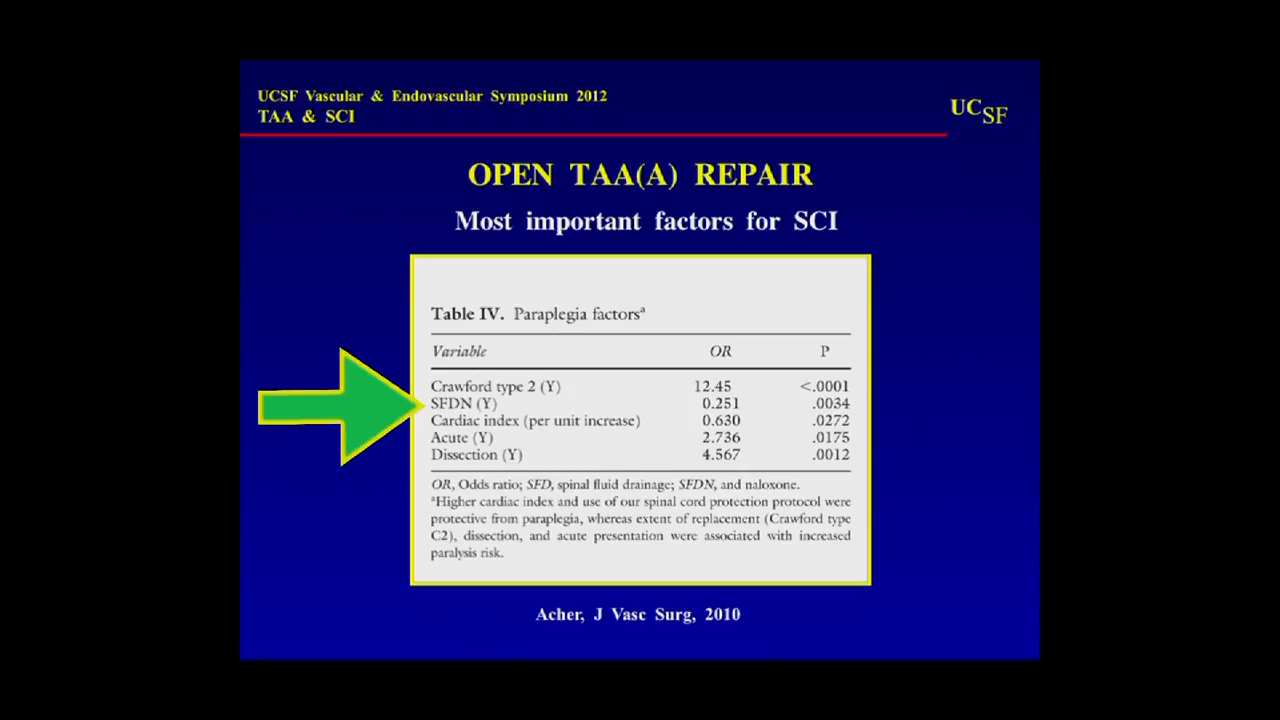 UCSF Vascular & Endovascular Symposium 2012
TAA & SCI
UCSF
OPEN TAA(A) REPAIR
Most important factors for SCI
Table IV. Paraplegia factorsª
Variable OR P
Crawford type 2 (Y) 12.45 <.0001
SFDN (Y) 0.251 .0034
Cardiac index (per unit increase) 0.630 .0272
Acute (Y) 2.736 .0175
Dissection (Y) 4.567 .0012
OR, Odds ratio; SFD, spinal fluid drainage; SFDN, and naloxone.
ªHigher cardiac index and use of our spinal cord protection protocol were
protective from paraplegia, whereas extent of replacement (Crawford type
C2), dissection, and acute presentation were associated with increased
paralysis risk.
Acher, J Vasc Surg, 2010